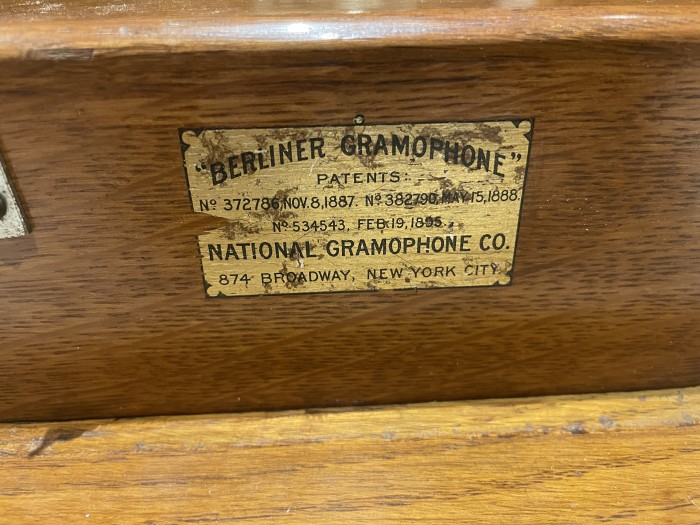 "BERLINER GRAMOPHONE"
PATENTS:
No 372786, NOV. 8, 1887. No 382790, MAY 15, 1888.
No 534543, FEB 19, 1895.
NATIONAL GRAMOPHONE CO.
874 BROADWAY, NEW YORK CITY.